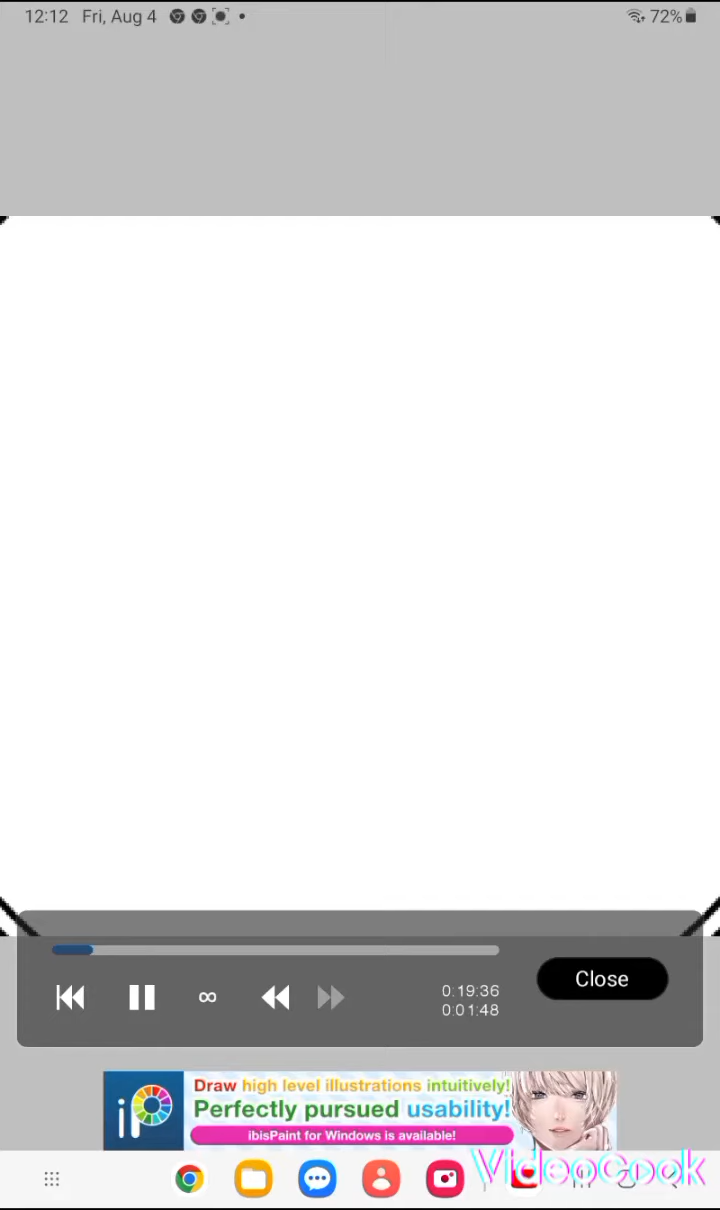 12:12 Fri, Aug 4 72%
0:19:36
0:01:48
Close
iP
Draw high level illustrations intuitively!
Perfectly pursued usability!
ibisPaint for Windows is available!
VideoCook